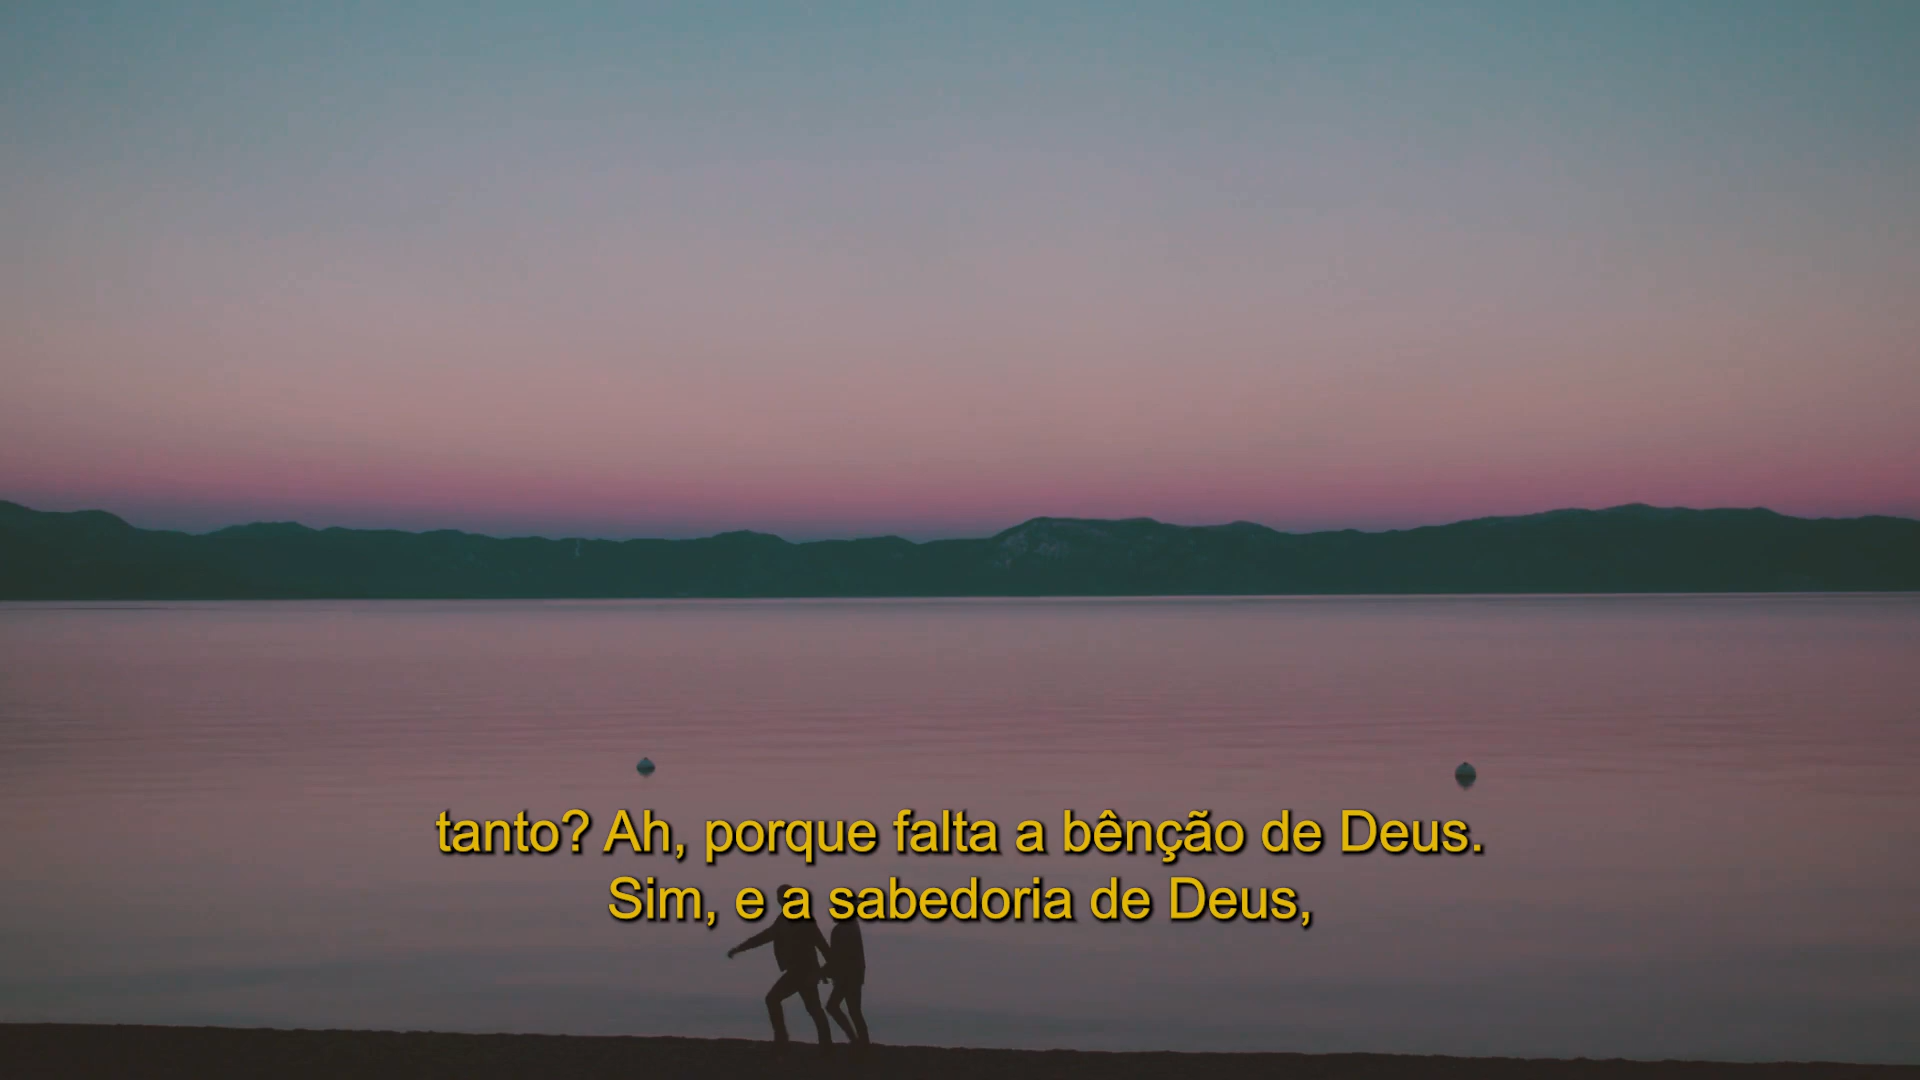 tanto? Ah, porque falta a bênção de Deus.
Sim, e a sabedoria de Deus,